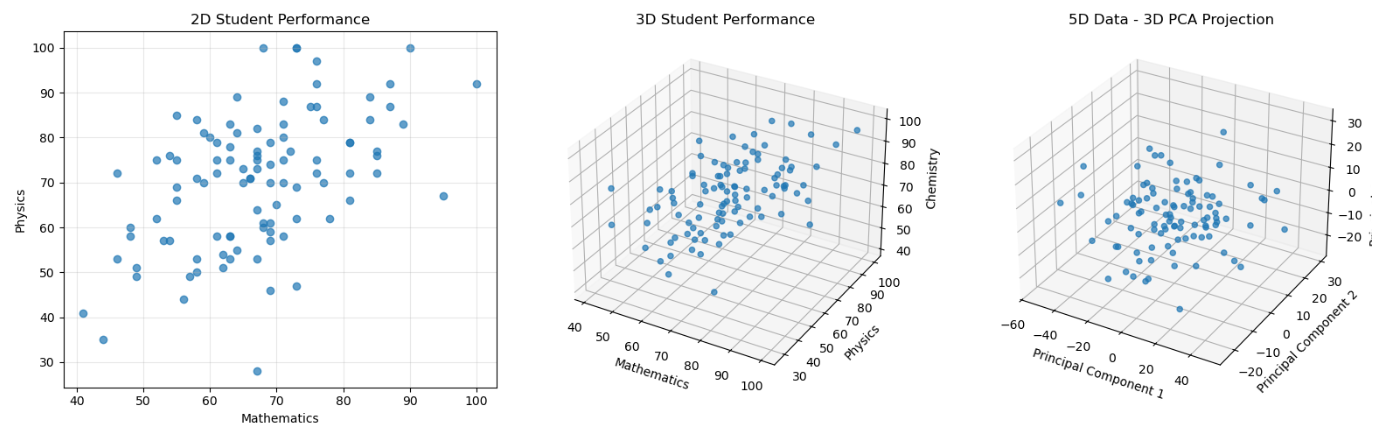 2D Student Performance
100
90
80
70
60
50
40
30
Physics
40 50 60 70 80 90 100
Mathematics
3D Student Performance
100
90
80
70
60
50
40
Chemistry
40 50 60 70 80 90 100
Mathematics
30 40 50 60 70 80 90 100
Physics
5D Data - 3D PCA Projection
30
20
10
0
−10
−20
−60 −40 −20 0 20 40
Principal Component 1
−20 −10 0 10 20 30
Principal Component 2